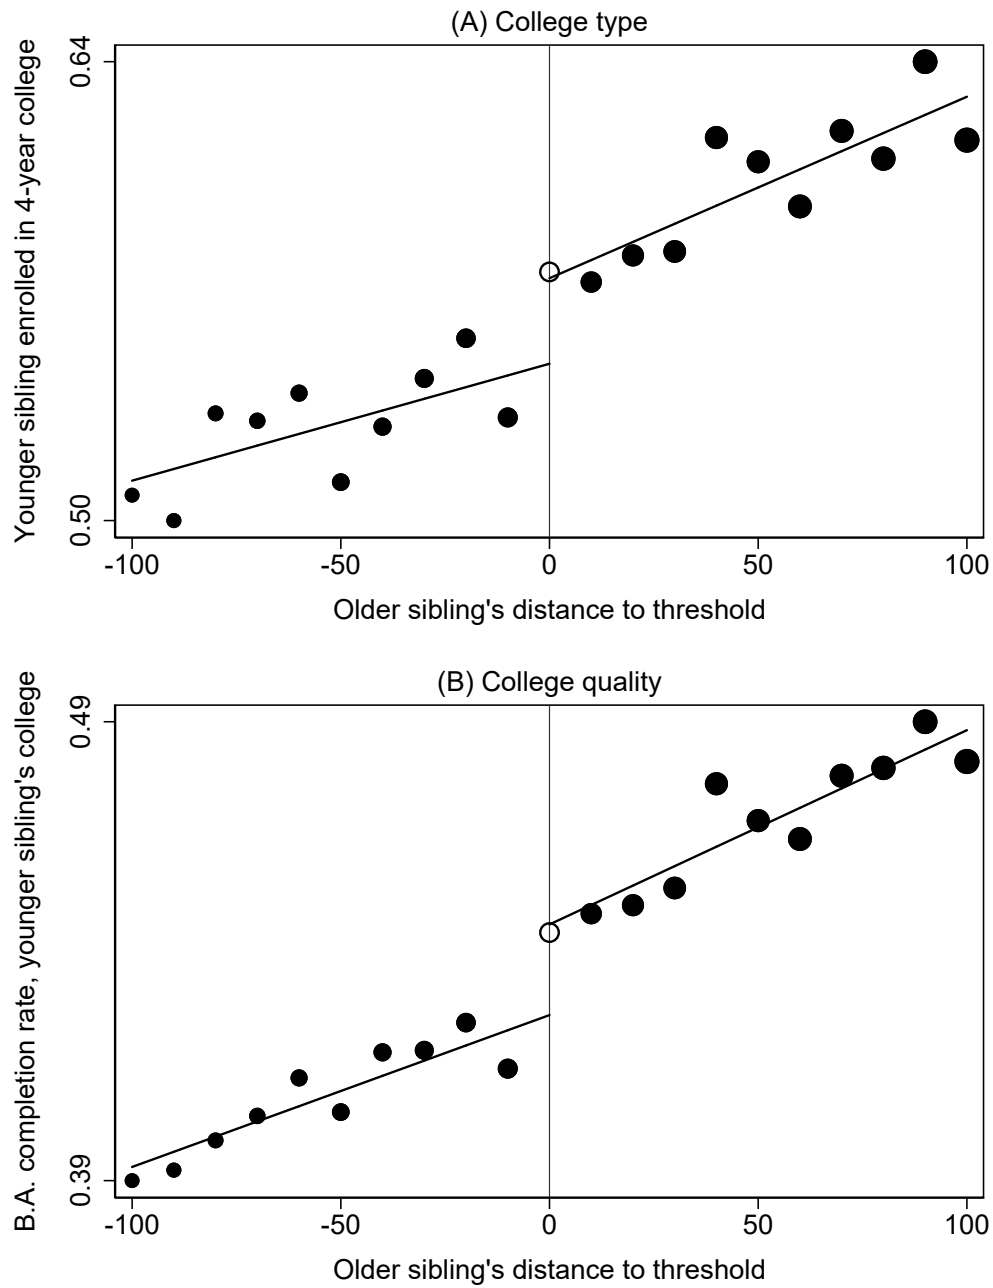 (A) College type
Younger sibling enrolled in 4-year college
0.64
0.50
-100 -50 0 50 100
Older sibling's distance to threshold
(B) College quality
B.A. completion rate, younger sibling's college
0.49
0.39
-100 -50 0 50 100
Older sibling's distance to threshold